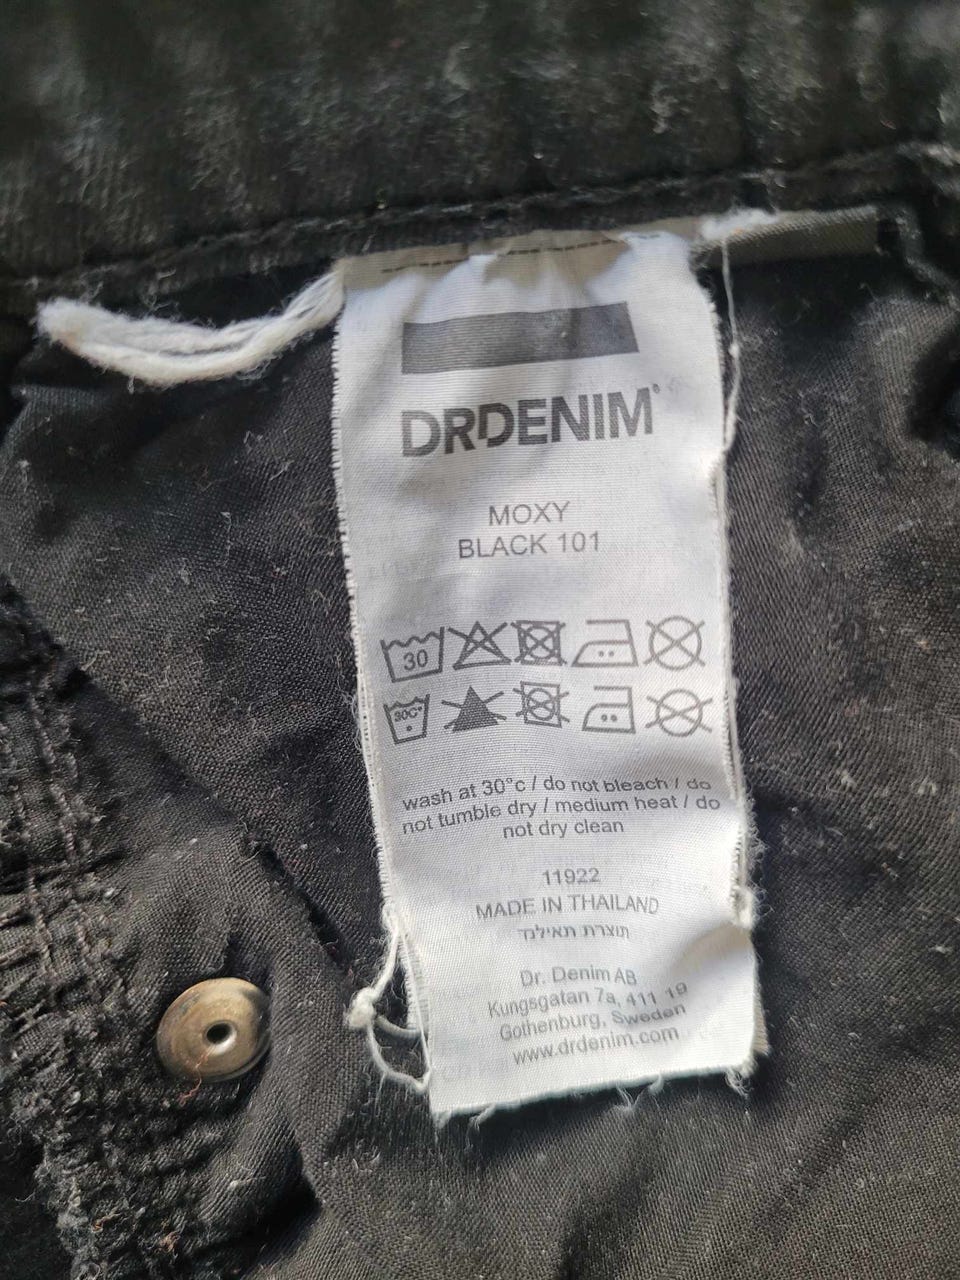 DRDENIM®
MOXY
BLACK 101
30
30C°
wash at 30°c / do not bleach / do
not tumble dry / medium heat / do
not dry clean
11922
MADE IN THAILAND
תוצרת תאילנד
Dr. Denim AB
Kungsgatan 7a, 411 19
Gothenburg, Sweden
www.drdenim.com